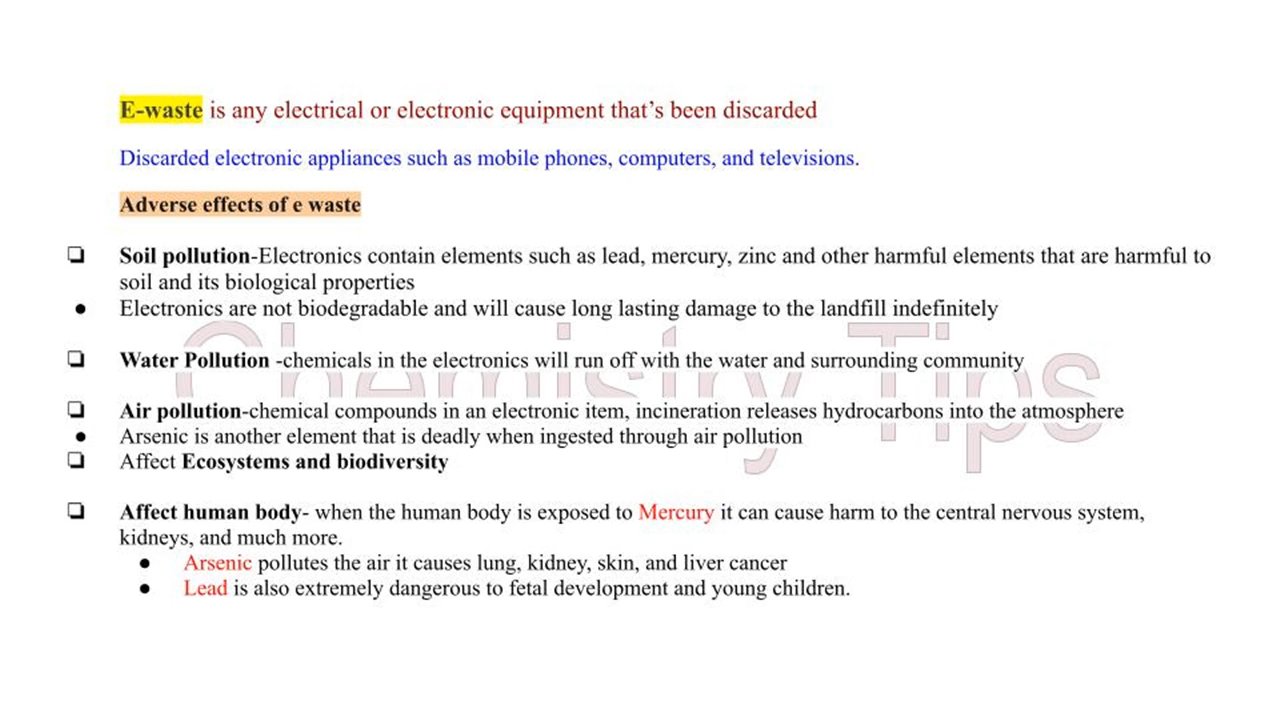 E-waste is any electrical or electronic equipment that’s been discarded
Discarded electronic appliances such as mobile phones, computers, and televisions.
Adverse effects of e waste
❏ Soil pollution-Electronics contain elements such as lead, mercury, zinc and other harmful elements that are harmful to
soil and its biological properties
● Electronics are not biodegradable and will cause long lasting damage to the landfill indefinitely
Chemistry Tips
❏ Water Pollution -chemicals in the electronics will run off with the water and surrounding community
❏ Air pollution-chemical compounds in an electronic item, incineration releases hydrocarbons into the atmosphere
● Arsenic is another element that is deadly when ingested through air pollution
❏ Affect Ecosystems and biodiversity
❏ Affect human body- when the human body is exposed to Mercury it can cause harm to the central nervous system,
kidneys, and much more.
● Arsenic pollutes the air it causes lung, kidney, skin, and liver cancer
● Lead is also extremely dangerous to fetal development and young children.